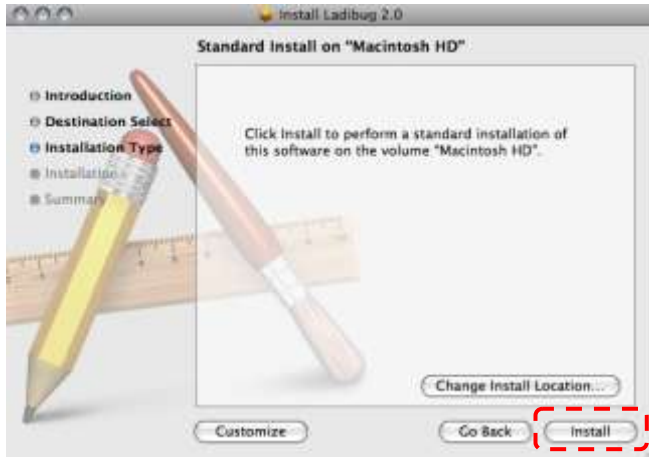 Install Ladibug 2.0
Standard Install on "Macintosh HD"
Introduction
Destination Select
Installation Type
Installation
Summary
Click Install to perform a standard installation of
this software on the volume "Macintosh HD".
Change Install Location...
Customize
Go Back
Install